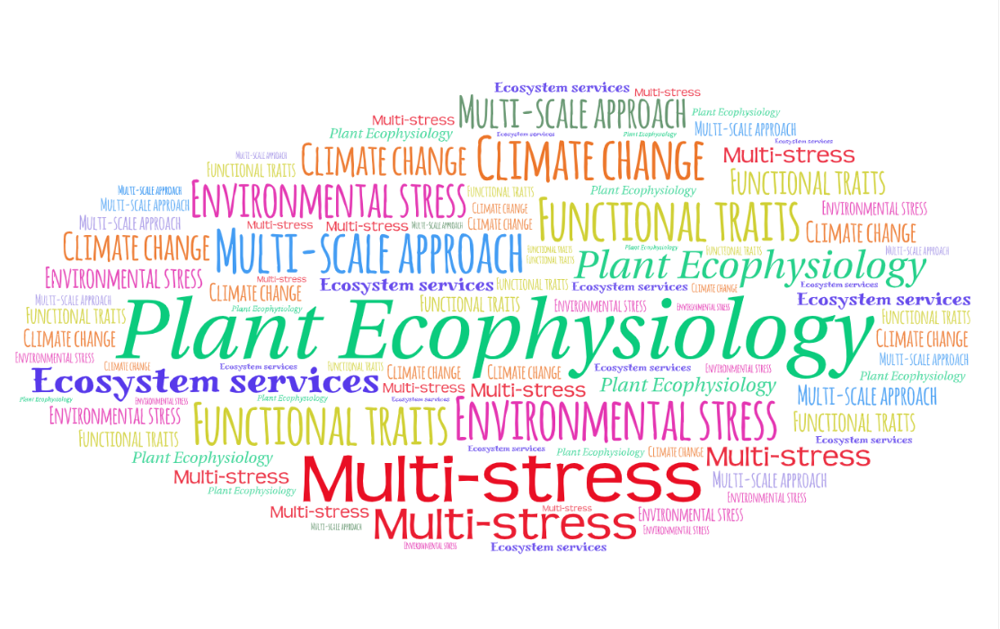 Ecosystem services
Multi-stress
MULTI-SCALE APPROACH
Plant Ecophysiology
Multi-stress
MULTI-SCALE APPROACH
Plant Ecophysiology
Ecosystem services
Plant Ecophysiology
Ecosystem services
CLIMATE CHANGE
CLIMATE CHANGE
Multi-stress
MULTI-SCALE APPROACH
FUNCTIONAL TRAITS
FUNCTIONAL TRAITS
MULTI-SCALE APPROACH
MULTI-SCALE APPROACH
ENVIRONMENTAL STRESS
FUNCTIONAL TRAITS
Plant Ecophysiology
CLIMATE CHANGE
ENVIRONMENTAL STRESS
MULTI-SCALE APPROACH
Multi-stress
Multi-stress
MULTI-SCALE APPROACH
CLIMATE CHANGE
FUNCTIONAL TRAITS
CLIMATE CHANGE
CLIMATE CHANGE
MULTI-SCALE APPROACH
FUNCTIONAL TRAITS
FUNCTIONAL TRAITS
Plant Ecophysiology
FUNCTIONAL TRAITS
MULTI-SCALE APPROACH
Plant Ecophysiology
ENVIRONMENTAL STRESS
Multi-stress
Ecosystem services
FUNCTIONAL TRAITS
Ecosystem services
CLIMATE CHANGE
Ecosystem services
CLIMATE CHANGE
MULTI-SCALE APPROACH
Plant Ecophysiology
FUNCTIONAL TRAITS
ENVIRONMENTAL STRESS
ENVIRONMENTAL STRESS
Ecosystem services
FUNCTIONAL TRAITS
Plant Ecophysiology
FUNCTIONAL TRAITS
CLIMATE CHANGE
CLIMATE CHANGE
ENVIRONMENTAL STRESS
MULTI-SCALE APPROACH
CLIMATE CHANGE
Ecosystem services
FUNCTIONAL TRAITS
CLIMATE CHANGE
CLIMATE CHANGE
Ecosystem services
ENVIRONMENTAL STRESS
Plant Ecophysiology
Ecosystem services
Multi-stress
Multi-stress
Plant Ecophysiology
MULTI-SCALE APPROACH
Plant Ecophysiology
ENVIRONMENTAL STRESS
Plant Ecophysiology
Ecosystem services
ENVIRONMENTAL STRESS
FUNCTIONAL TRAITS
ENVIRONMENTAL STRESS
FUNCTIONAL TRAITS
FUNCTIONAL TRAITS
Ecosystem services
Ecosystem services
Plant Ecophysiology
CLIMATE CHANGE
Multi-stress
Plant Ecophysiology
Multi-stress
Multi-stress
MULTI-SCALE APPROACH
Plant Ecophysiology
ENVIRONMENTAL STRESS
Multi-stress
Multi-stress
Multi-stress
ENVIRONMENTAL STRESS
MULTI-SCALE APPROACH
ENVIRONMENTAL STRESS
ENVIRONMENTAL STRESS
Ecosystem services